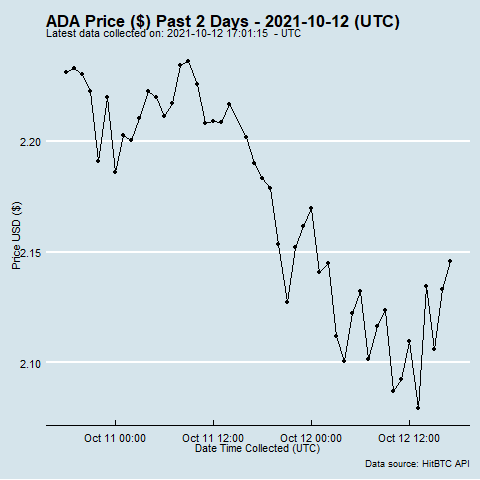 ADA Price ($) Past 2 Days - 2021-10-12 (UTC)
Latest data collected on: 2021-10-12 17:01:15  - UTC
Price USD ($)
2.20
2.15
2.10
Oct 11 00:00 Oct 11 12:00 Oct 12 00:00 Oct 12 12:00
Date Time Collected (UTC)
Data source: HitBTC API